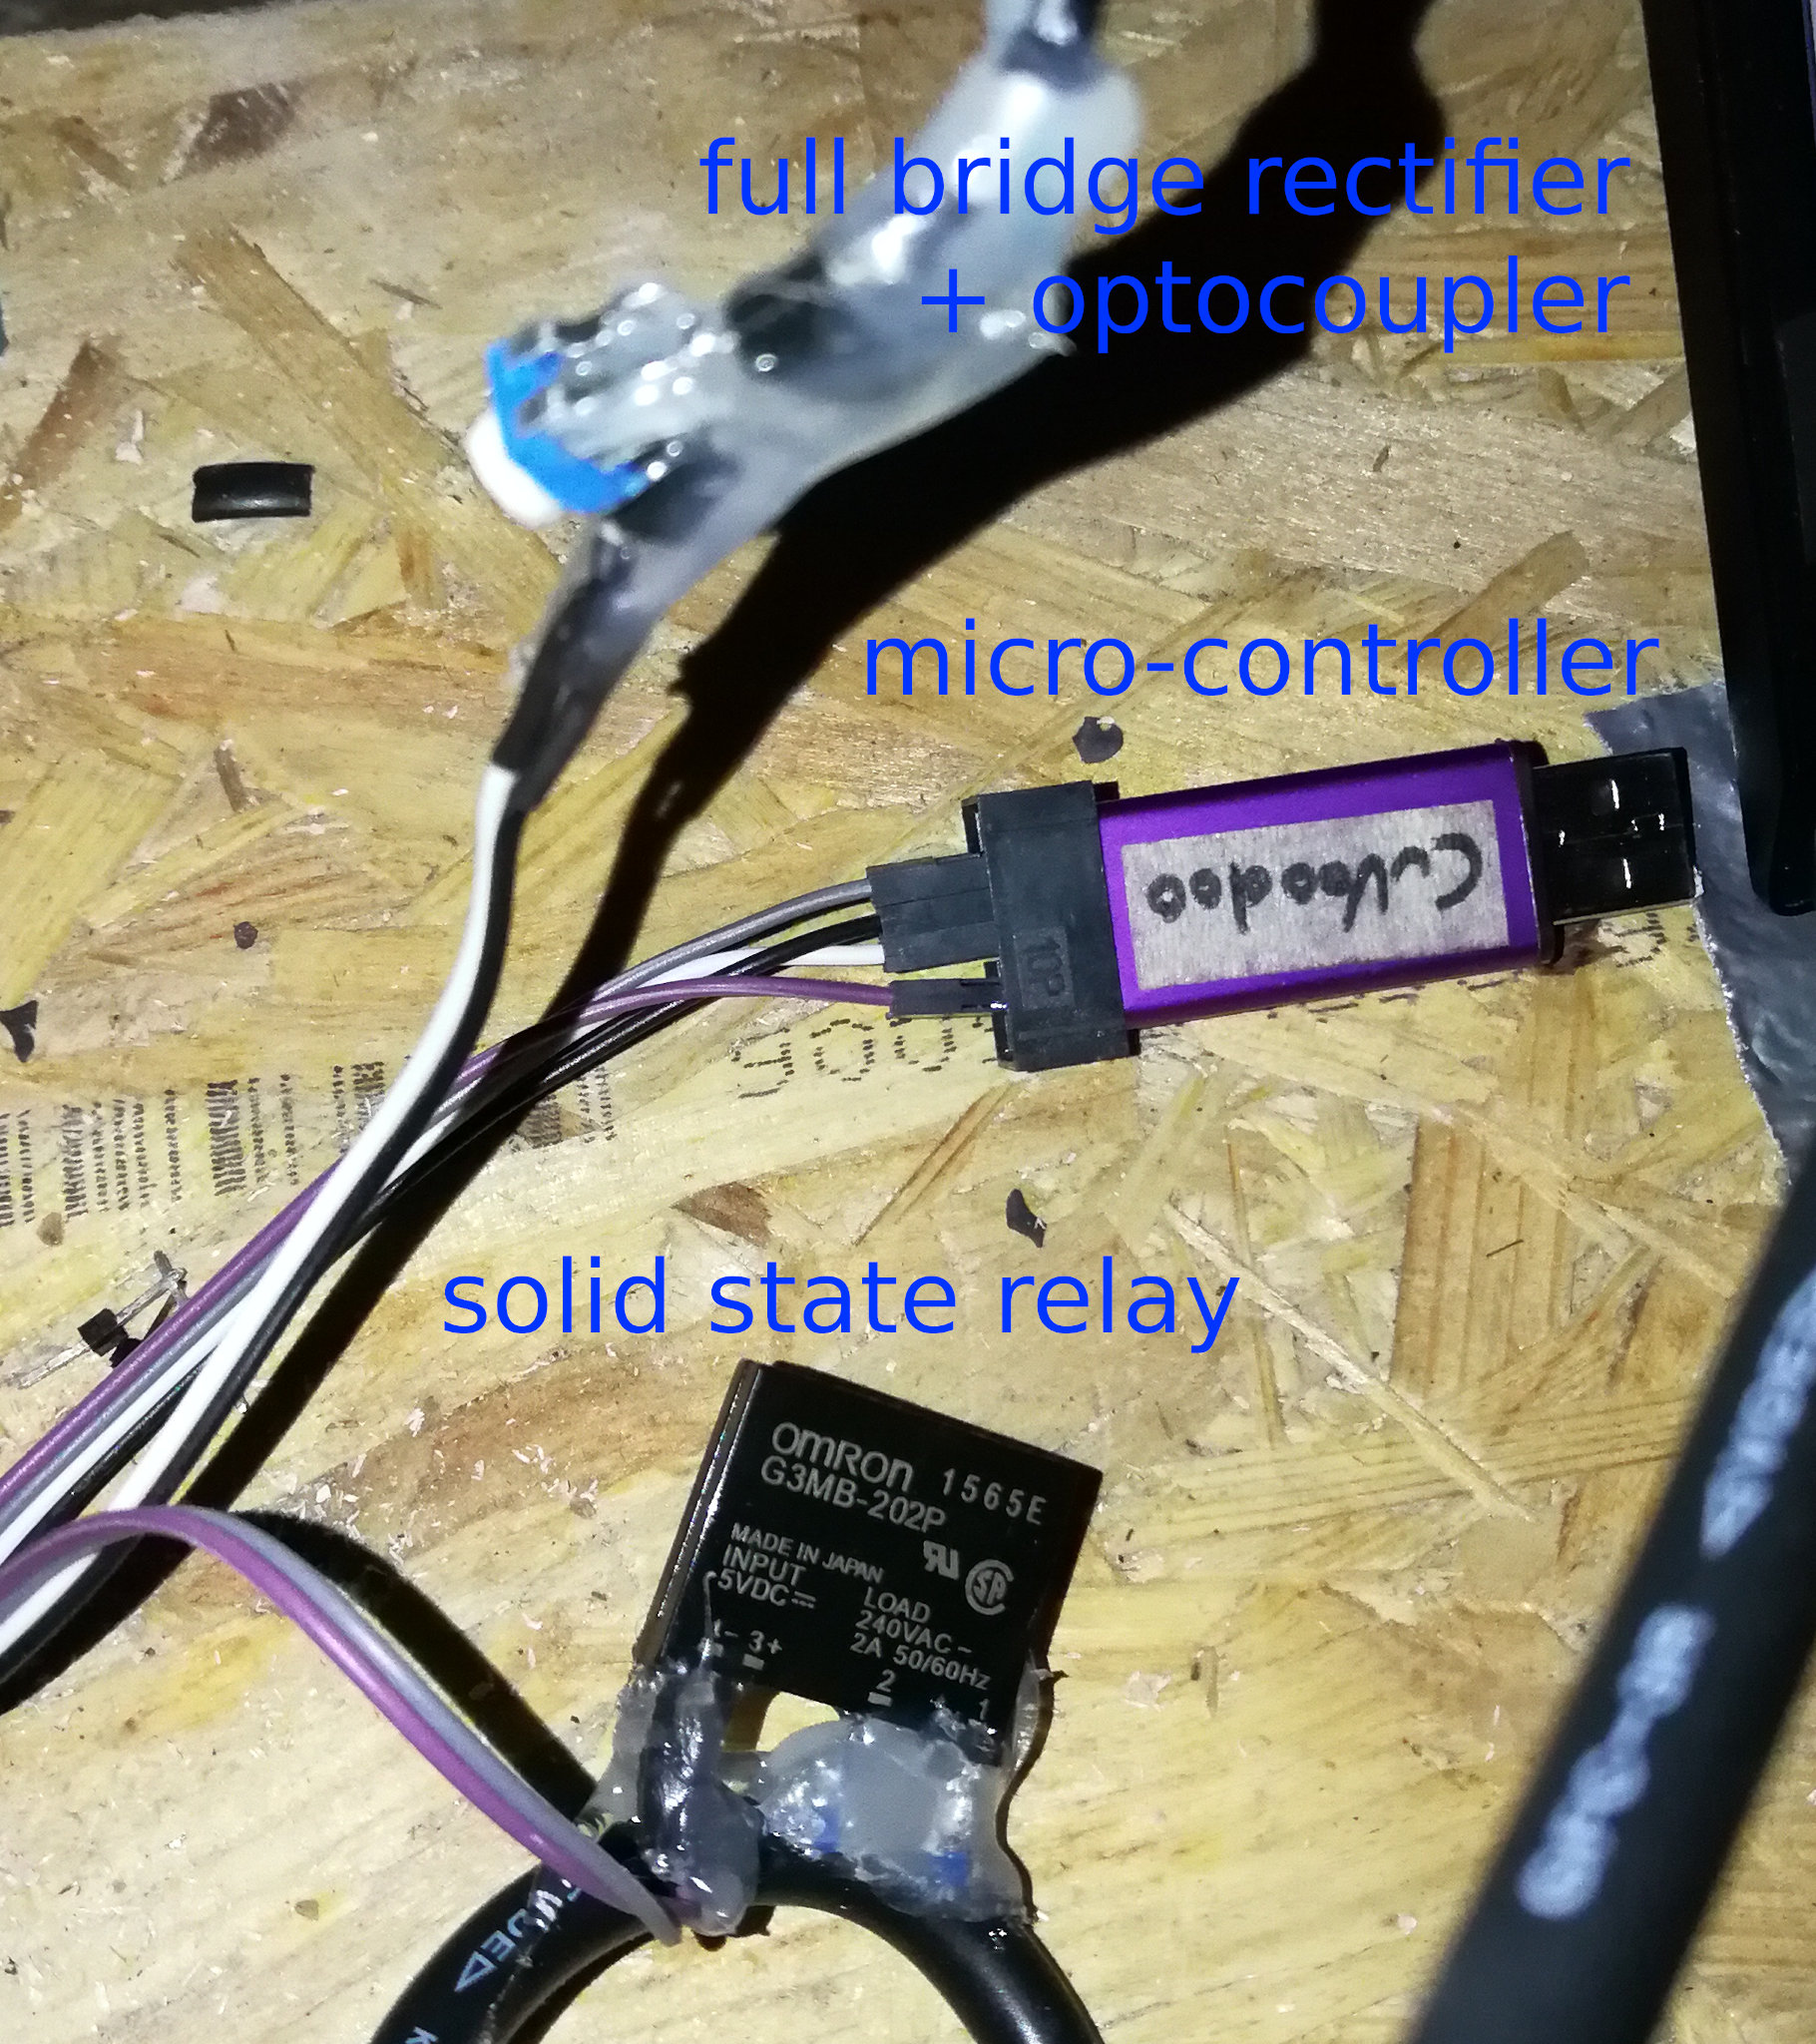 full bridge rectifier
+ optocoupler
micro-controller
CuVoodoo
10P
solid state relay
OMRON 1565E
G3MB-202P
MADE IN JAPAN
INPUT
5VDC
LOAD
240VAC~
2A 50/60Hz
4- 3+
2
1